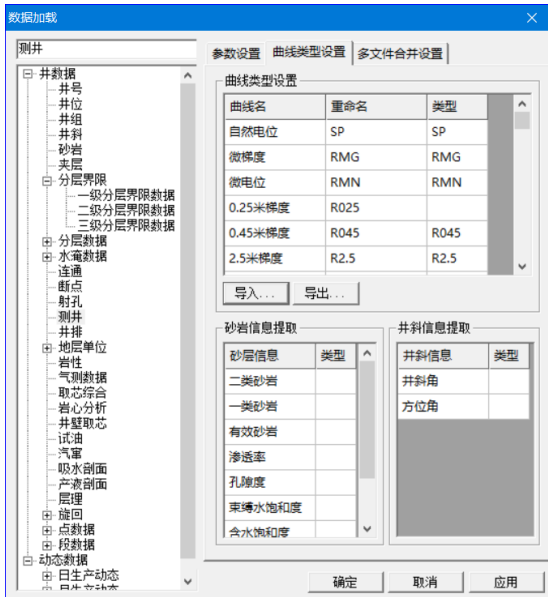 数据加载
测井
井数据
井号
井位
井组
井斜
砂岩
夹层
分层界限
一级分层界限数据
二级分层界限数据
三级分层界限数据
分层数据
水淹数据
连通
断点
射孔
测井
井排
地层单位
岩性
气测数据
取芯综合
岩心分析
井壁取芯
试油
汽窜
吸水剖面
产液剖面
层理
旋回
点数据
段数据
动态数据
日生产动态
参数设置 曲线类型设置 多文件合并设置
曲线类型设置
曲线名 重命名 类型
自然电位 SP SP
微梯度 RMG RMG
微电位 RMN RMN
0.25米梯度 R025
0.45米梯度 R045 R045
2.5米梯度 R2.5 R2.5
导入... 导出...
砂岩信息提取
砂层信息 类型
二类砂岩
一类砂岩
有效砂岩
渗透率
孔隙度
束缚水饱和度
含水饱和度
井斜信息提取
井斜信息 类型
井斜角
方位角
确定 取消 应用